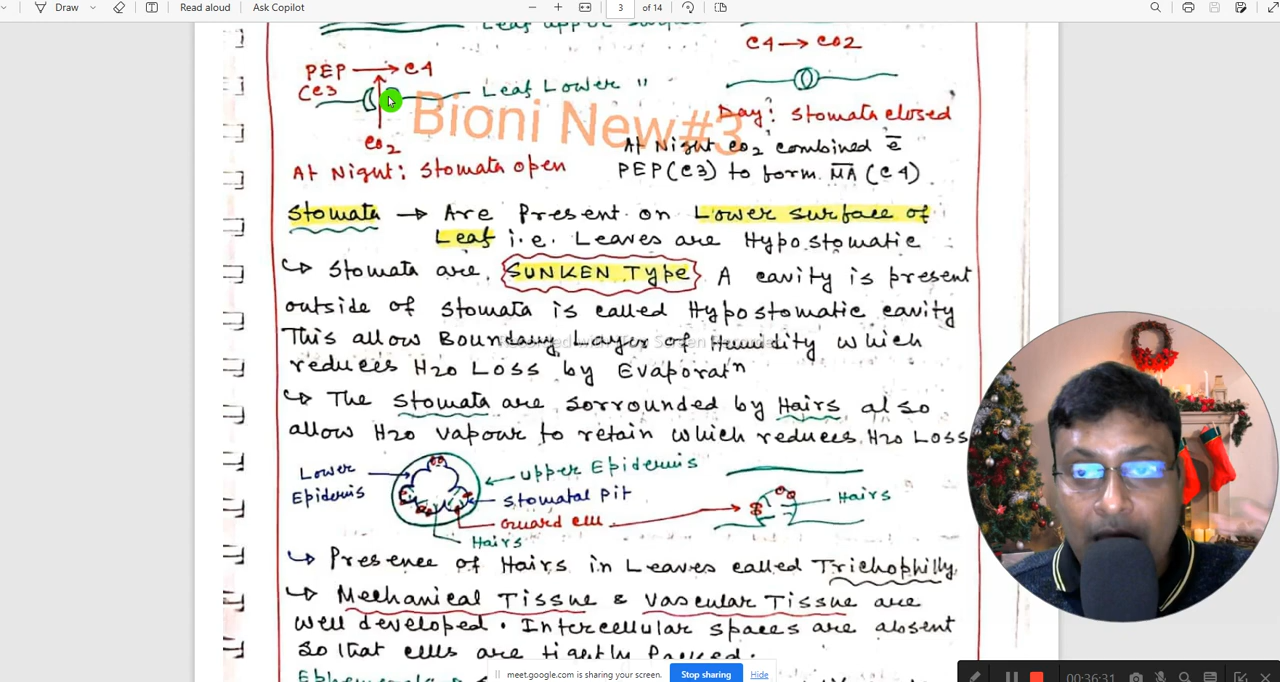 Draw
Read aloud
Ask Copilot
3
of 14
C4 → CO2
PEP → C4
Leaf Lower "
Bioni New#3
Day: Stomata closed
CO2
At Night CO2 combined c̅
At Night: Stomata open
PEP (C3) to form MA (C4)
Stomata → Are Present on Lower surface of
Leaf i.e. Leaves are Hypostomatic
↪ Stomata are SUNKEN Type A cavity is present
outside of Stomata is called Hypostomatic cavity
This allow Boundary Layer of Humidity which
reduces H2O Loss by Evaporatn
↪ The stomata are sorrounded by Hairs also
allow H2O vapour to retain which reduces H2O Loss
Lower
Epidermis
upper Epidermis
Stomatal pit
Hairs
Guard cell
Hairs
↪ Presence of Hairs in Leaves called Trichophilly
↪ Mechanical Tissue & Vascular Tissue are
well developed. Intercellular spaces are absent
so that cells are tightly Packed.
meet.google.com is sharing your screen.
Stop sharing
Hide
00:36:31